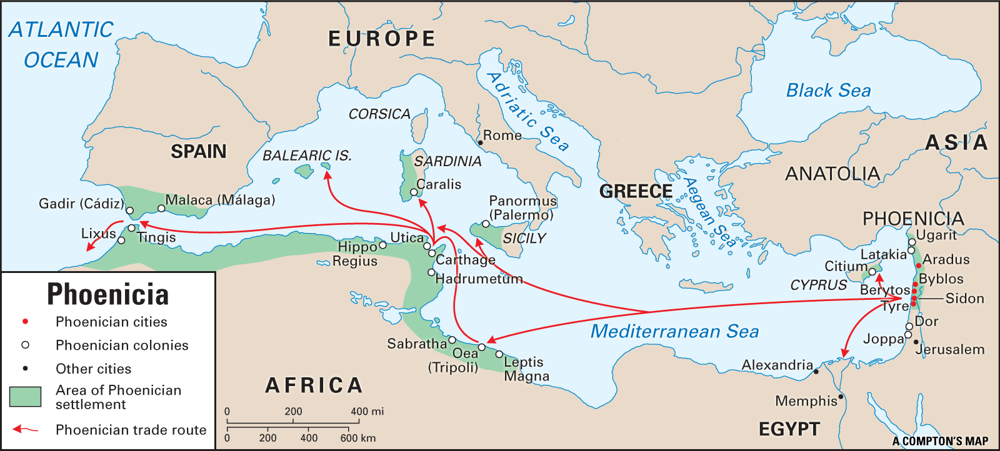 ATLANTIC
OCEAN
EUROPE
Black Sea
Adriatic Sea
CORSICA
Rome
ASIA
SPAIN
BALEARIC IS.
SARDINIA
ANATOLIA
Caralis
GREECE
Aegean Sea
Gadir (Cádiz)
Malaca (Málaga)
Panormus
(Palermo)
PHOENICIA
Lixus
Tingis
Utica
SICILY
Ugarit
Hippo
Regius
Carthage
Latakia
Aradus
Citium
Hadrumetum
Byblos
CYPRUS
Berytos
Sidon
Tyre
Mediterranean Sea
Dor
Joppa
Jerusalem
Sabratha
Oea
(Tripoli)
Leptis
Magna
Alexandria
AFRICA
Memphis
EGYPT
Phoenicia
Phoenician cities
Phoenician colonies
Other cities
Area of Phoenician
settlement
Phoenician trade route
0 200 400 mi
0 200 400 600 km
A COMPTON'S MAP